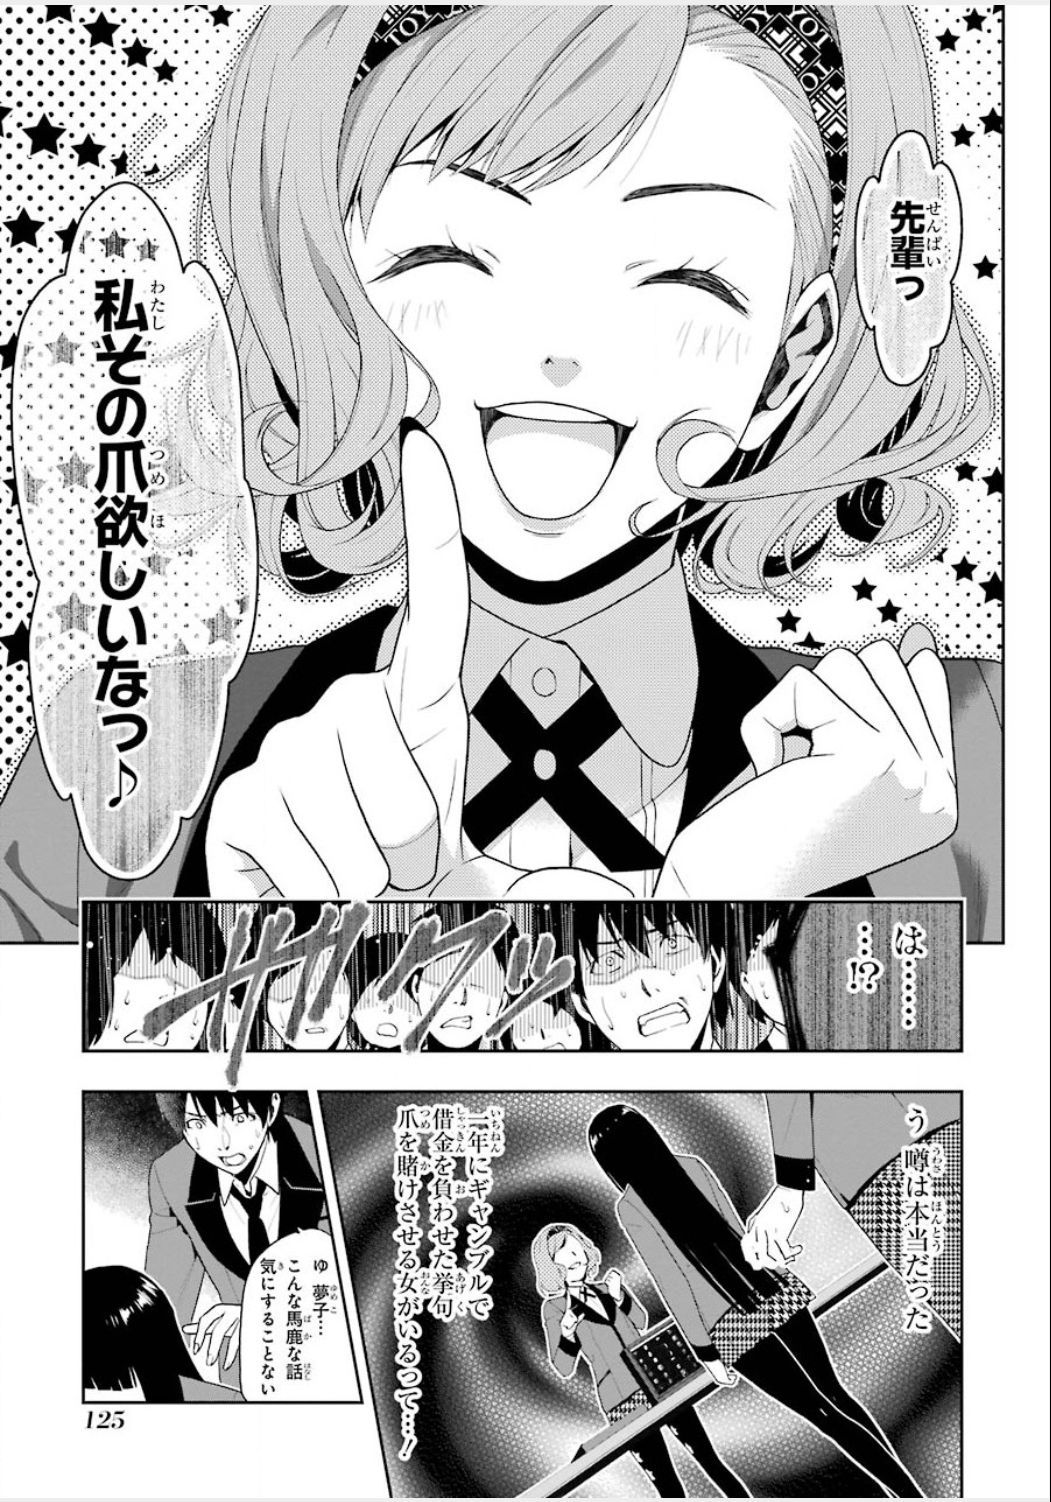 先輩っ
私その爪欲しいなっ♪
は………
……!?
ザワッ
う 噂は本当だった
一年にギャンブルで
借金を負わせた挙句
爪を賭けさせる女がいるって…!
ゆ 夢子…
こんな馬鹿な話
気にすることない
125